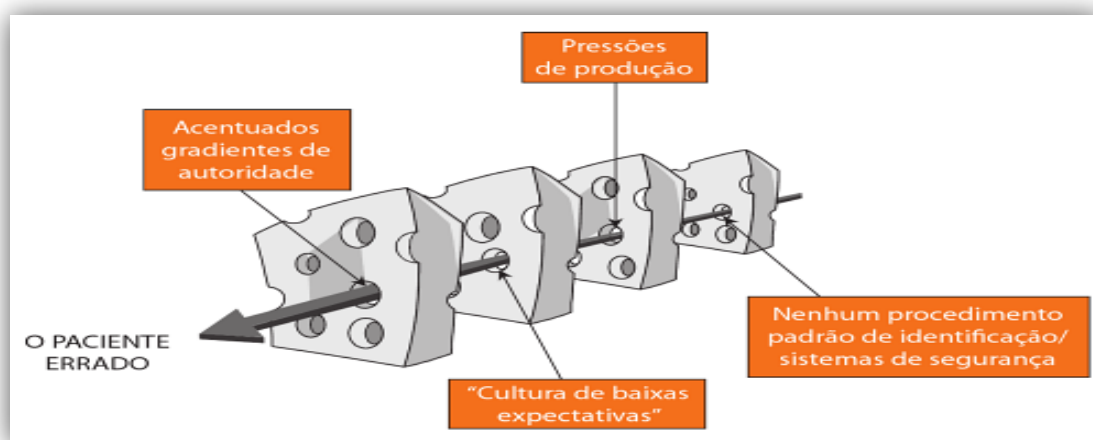 Pressões
de produção
Acentuados
gradientes de
autoridade
O PACIENTE
ERRADO
Nenhum procedimento
padrão de identificação/
sistemas de segurança
“Cultura de baixas
expectativas”